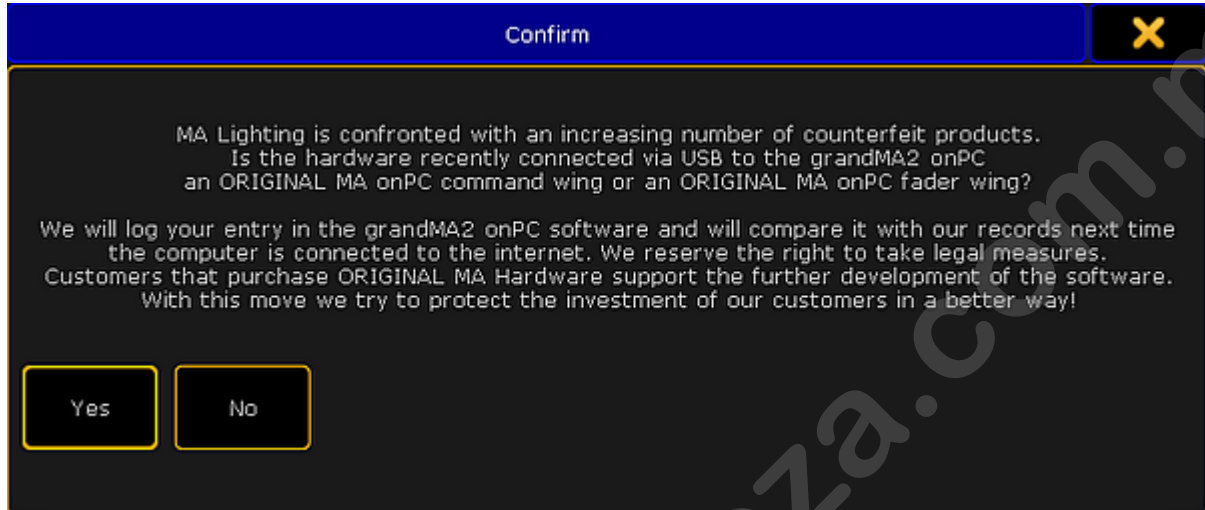 Confirm
MA Lighting is confronted with an increasing number of counterfeit products.
Is the hardware recently connected via USB to the grandMA2 onPC
an ORIGINAL MA onPC command wing or an ORIGINAL MA onPC fader wing?
We will log your entry in the grandMA2 onPC software and will compare it with our records next time
the computer is connected to the internet. We reserve the right to take legal measures.
Customers that purchase ORIGINAL MA Hardware support the further development of the software.
With this move we try to protect the investment of our customers in a better way!
Yes No
za.com.m